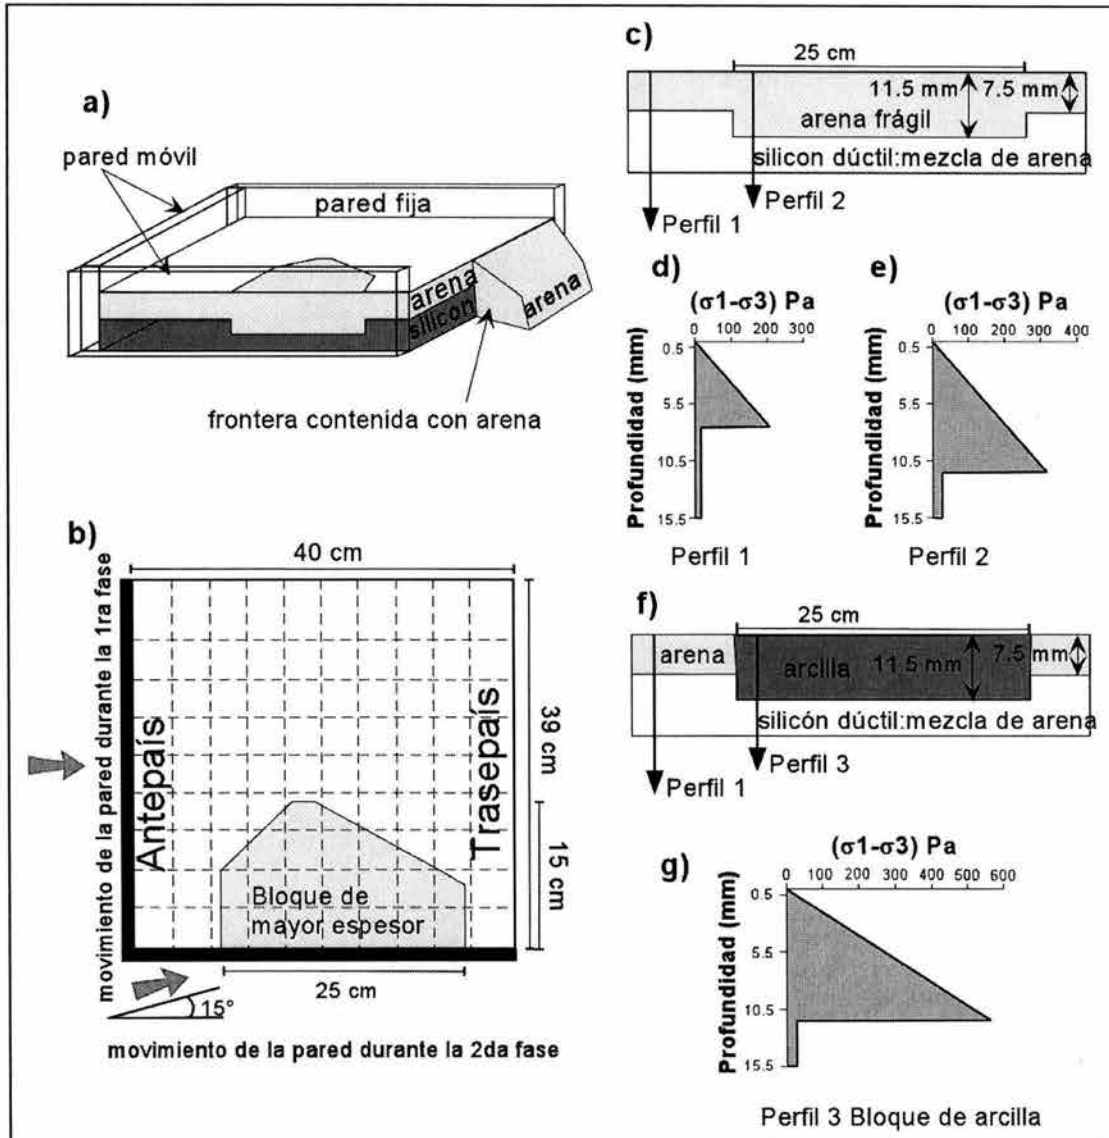 a)
pared móvil
pared fija
arena
silicon
arena
frontera contenida con arena
b)
40 cm
movimiento de la pared durante la 1ra fase
Antepaís
Traspaís
39 cm
15 cm
Bloque de
mayor espesor
25 cm
15°
movimiento de la pared durante la 2da fase
c)
25 cm
11.5 mm
7.5 mm
arena frágil
silicon dúctil:mezcla de arena
Perfil 1
Perfil 2
d)
(σ1-σ3) Pa
0 100 200 300
Profundidad (mm)
0.5
5.5
10.5
15.5
Perfil 1
e)
(σ1-σ3) Pa
0 100 200 300 400
Profundidad (mm)
0.5
5.5
10.5
15.5
Perfil 2
f)
25 cm
arena
arcilla
11.5 mm
7.5 mm
silicón dúctil:mezcla de arena
Perfil 1
Perfil 3
g)
(σ1-σ3) Pa
0 100 200 300 400 500 600
Profundidad (mm)
0.5
5.5
10.5
15.5
Perfil 3 Bloque de arcilla